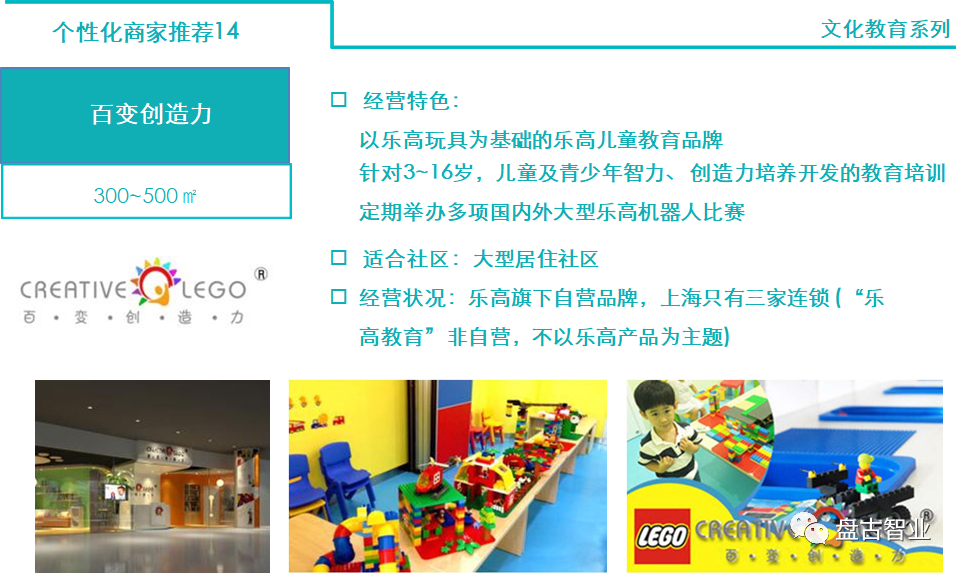 个性化商家推荐14
文化教育系列
百变创造力
300~500㎡
CREATIVE LEGO®
百·变·创·造·力
□ 经营特色：
以乐高玩具为基础的乐高儿童教育品牌
针对3~16岁，儿童及青少年智力、创造力培养开发的教育培训
定期举办多项国内外大型乐高机器人比赛
□ 适合社区：大型居住社区
□ 经营状况：乐高旗下自营品牌，上海只有三家连锁 (“乐
高教育”非自营，不以乐高产品为主题)
LEGO
CREATIVE
®
百·变·创·造·力
盘古智业